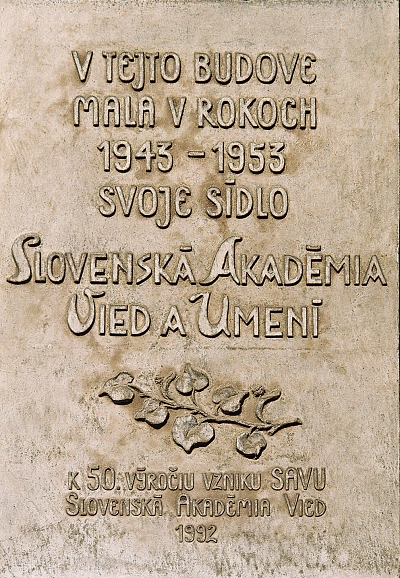 V TEJTO BUDOVE
MALA V ROKOCH
1943 – 1953
SVOJE SÍDLO
SLOVENSKÁ AKADÉMIA
VIED A UMENÍ
K 50. VÝROČIU VZNIKU SAVU
SLOVENSKÁ AKADÉMIA VIED
1992